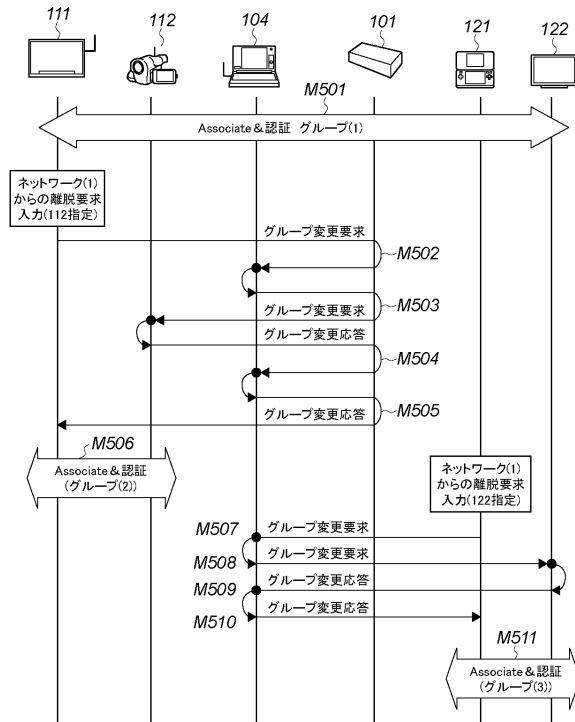 111
112
104
101
121
122
M501
Associate&認証 グループ(1)
ネットワーク(1)
からの離脱要求
入力(112指定)
グループ変更要求
M502
M503
グループ変更要求
グループ変更応答
M504
グループ変更応答
M505
M506
Associate&認証
(グループ(2))
ネットワーク(1)
からの離脱要求
入力(122指定)
M507
グループ変更要求
M508
グループ変更要求
M509
グループ変更応答
M510
グループ変更応答
M511
Associate&認証
(グループ(3))